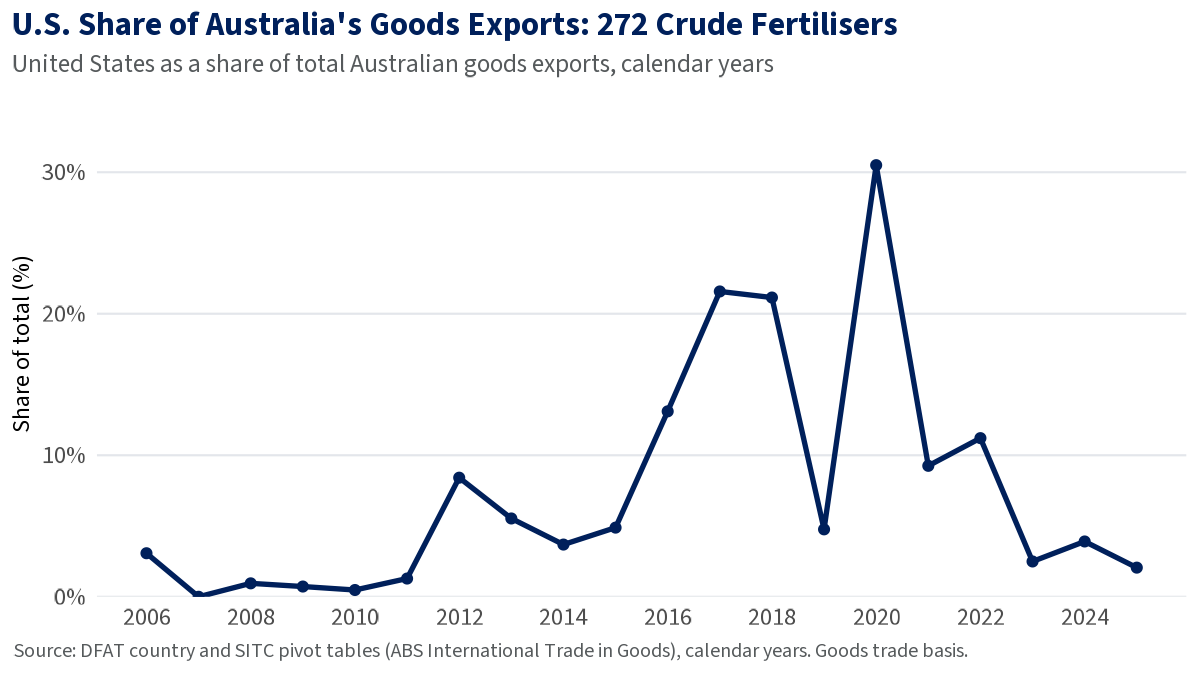 U.S. Share of Australia's Goods Exports: 272 Crude Fertilisers
United States as a share of total Australian goods exports, calendar years
Share of total (%)
30%
20%
10%
0%
2006 2008 2010 2012 2014 2016 2018 2020 2022 2024
Source: DFAT country and SITC pivot tables (ABS International Trade in Goods), calendar years. Goods trade basis.